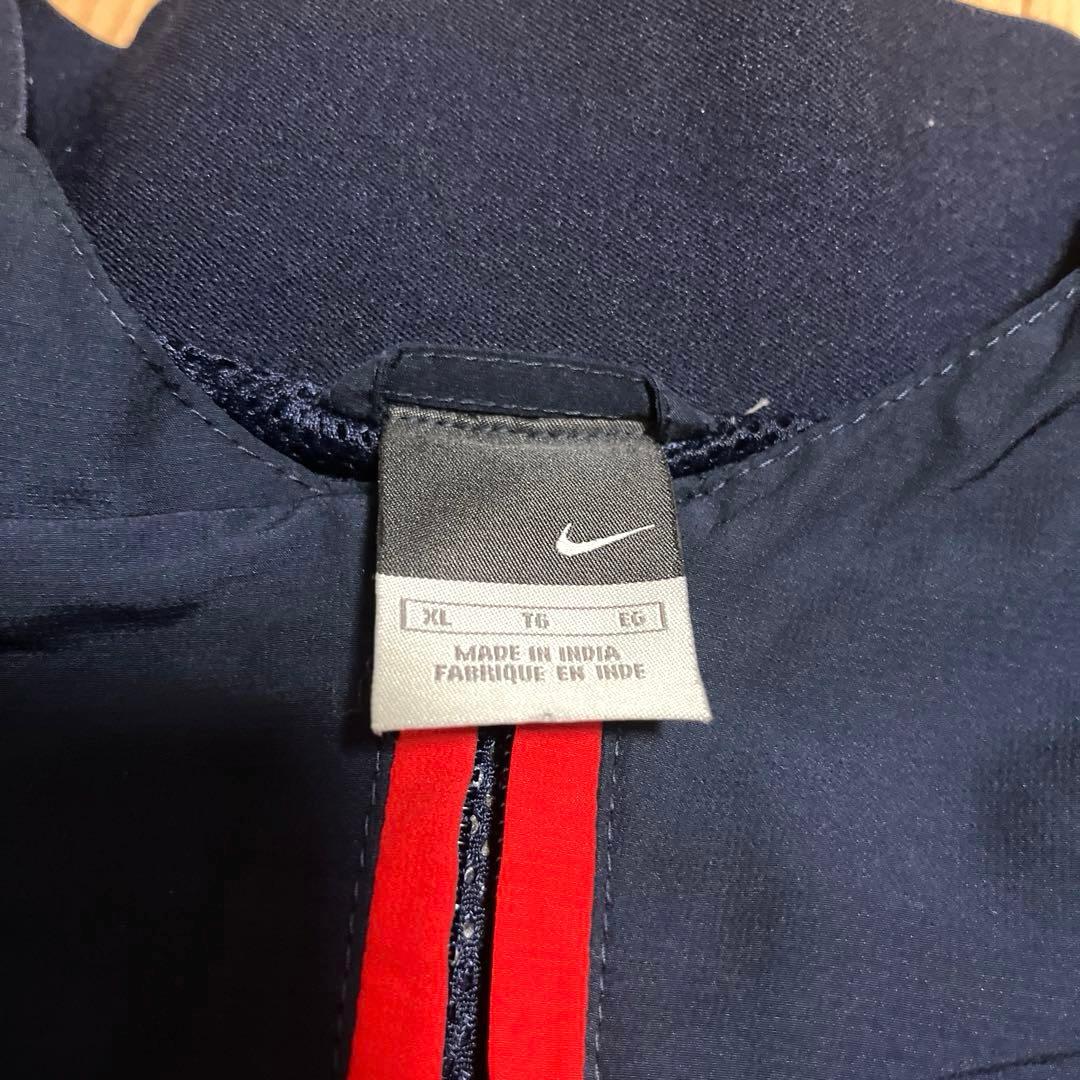 XL TG EG
MADE IN INDIA
FABRIQUE EN INDE